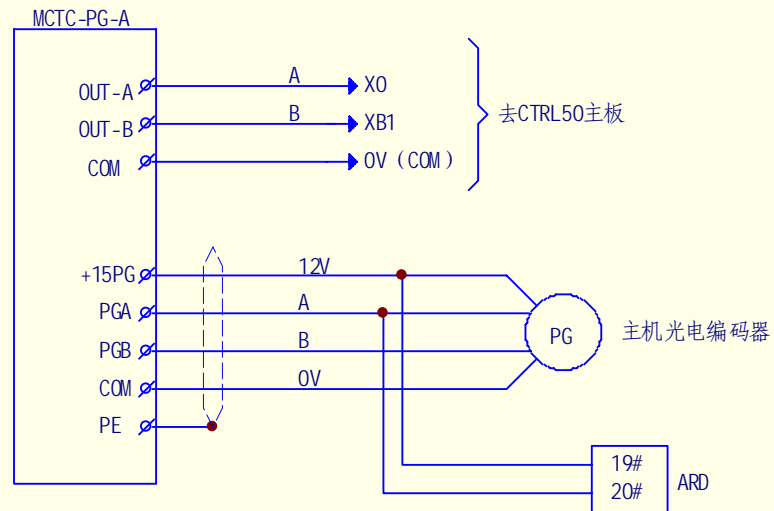 MCTC-PG-A
OUT-A A X0
OUT-B B XB1
COM 0V（COM）
去CTRL50主板
+15PG 12V
PGA A
PGB B
COM 0V
PE
PG 主机光电编码器
19#
20# ARD